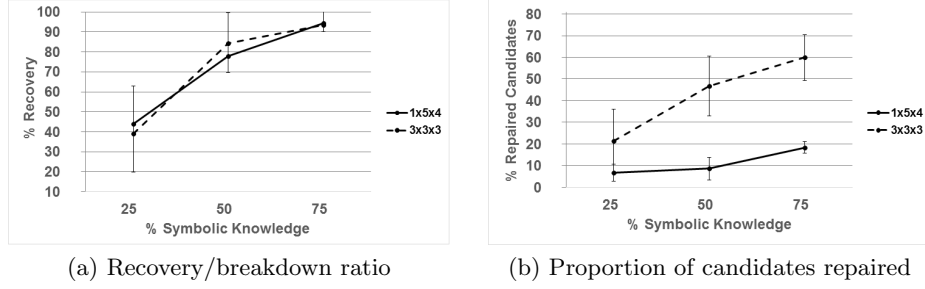 % Recovery
100
90
80
70
60
50
40
30
20
10
25 50 75
% Symbolic Knowledge
1x5x4
3x3x3
(a) Recovery/breakdown ratio
% Repaired Candidates
80
70
60
50
40
30
20
10
0
25 50 75
% Symbolic Knowledge
1x5x4
3x3x3
(b) Proportion of candidates repaired